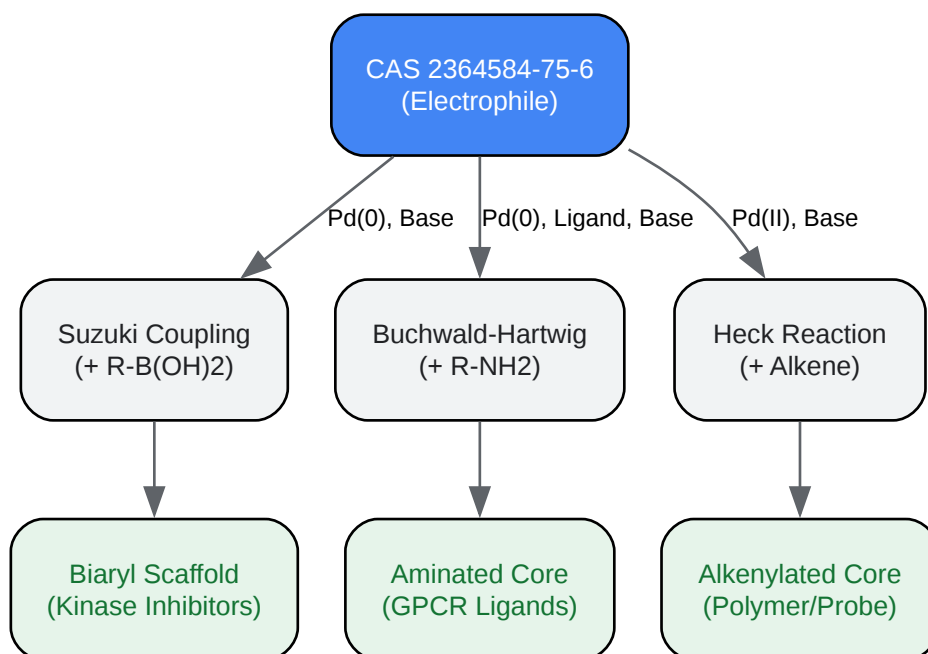 CAS 2364584-75-6
(Electrophile)
Pd(0), Base
Pd(0), Ligand, Base
Pd(II), Base
Suzuki Coupling
(+ R-B(OH)2)
Buchwald-Hartwig
(+ R-NH2)
Heck Reaction
(+ Alkene)
Biaryl Scaffold
(Kinase Inhibitors)
Aminated Core
(GPCR Ligands)
Alkenylated Core
(Polymer/Probe)